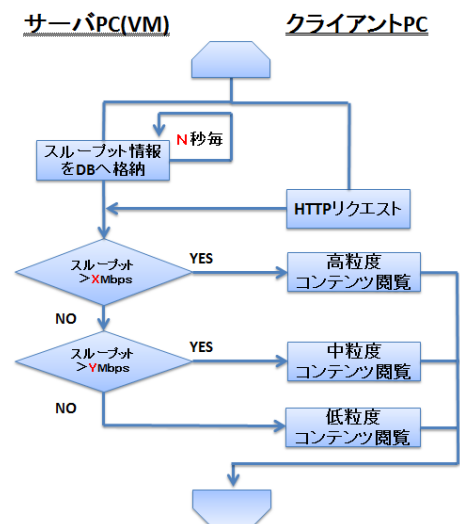 サーバPC(VM)
クライアントPC
N秒毎
スループット情報
をDBへ格納
HTTPリクエスト
スループット
>XMbps
YES
高粒度
コンテンツ閲覧
NO
スループット
>YMbps
YES
中粒度
コンテンツ閲覧
NO
低粒度
コンテンツ閲覧